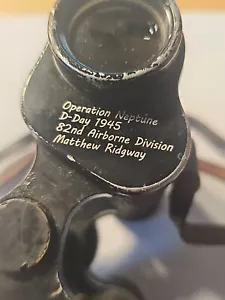 Operation Neptune
D-Day 1945
82nd Airborne Division
Matthew Ridgway